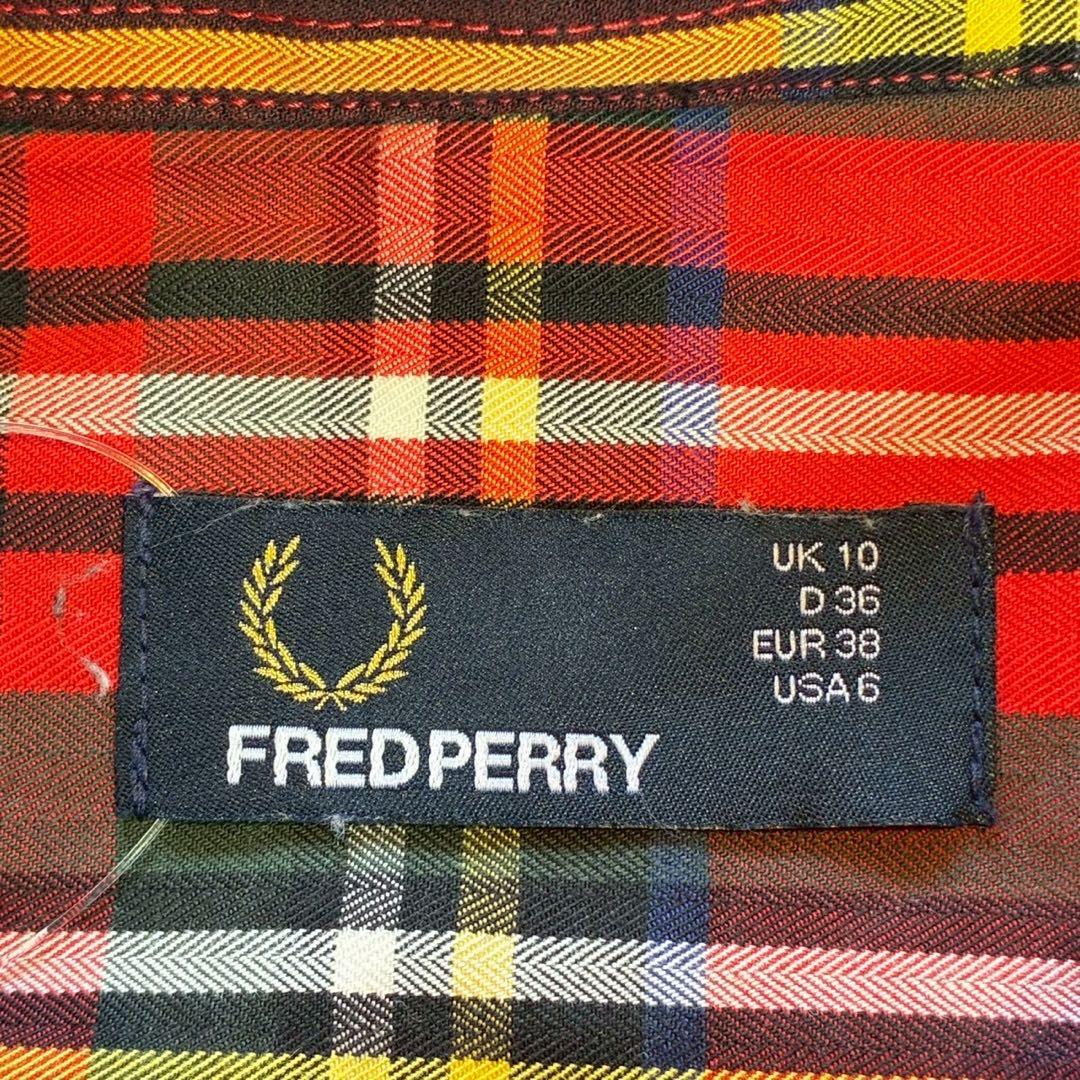 UK 10
D 36
EUR 38
USA 6
FRED PERRY